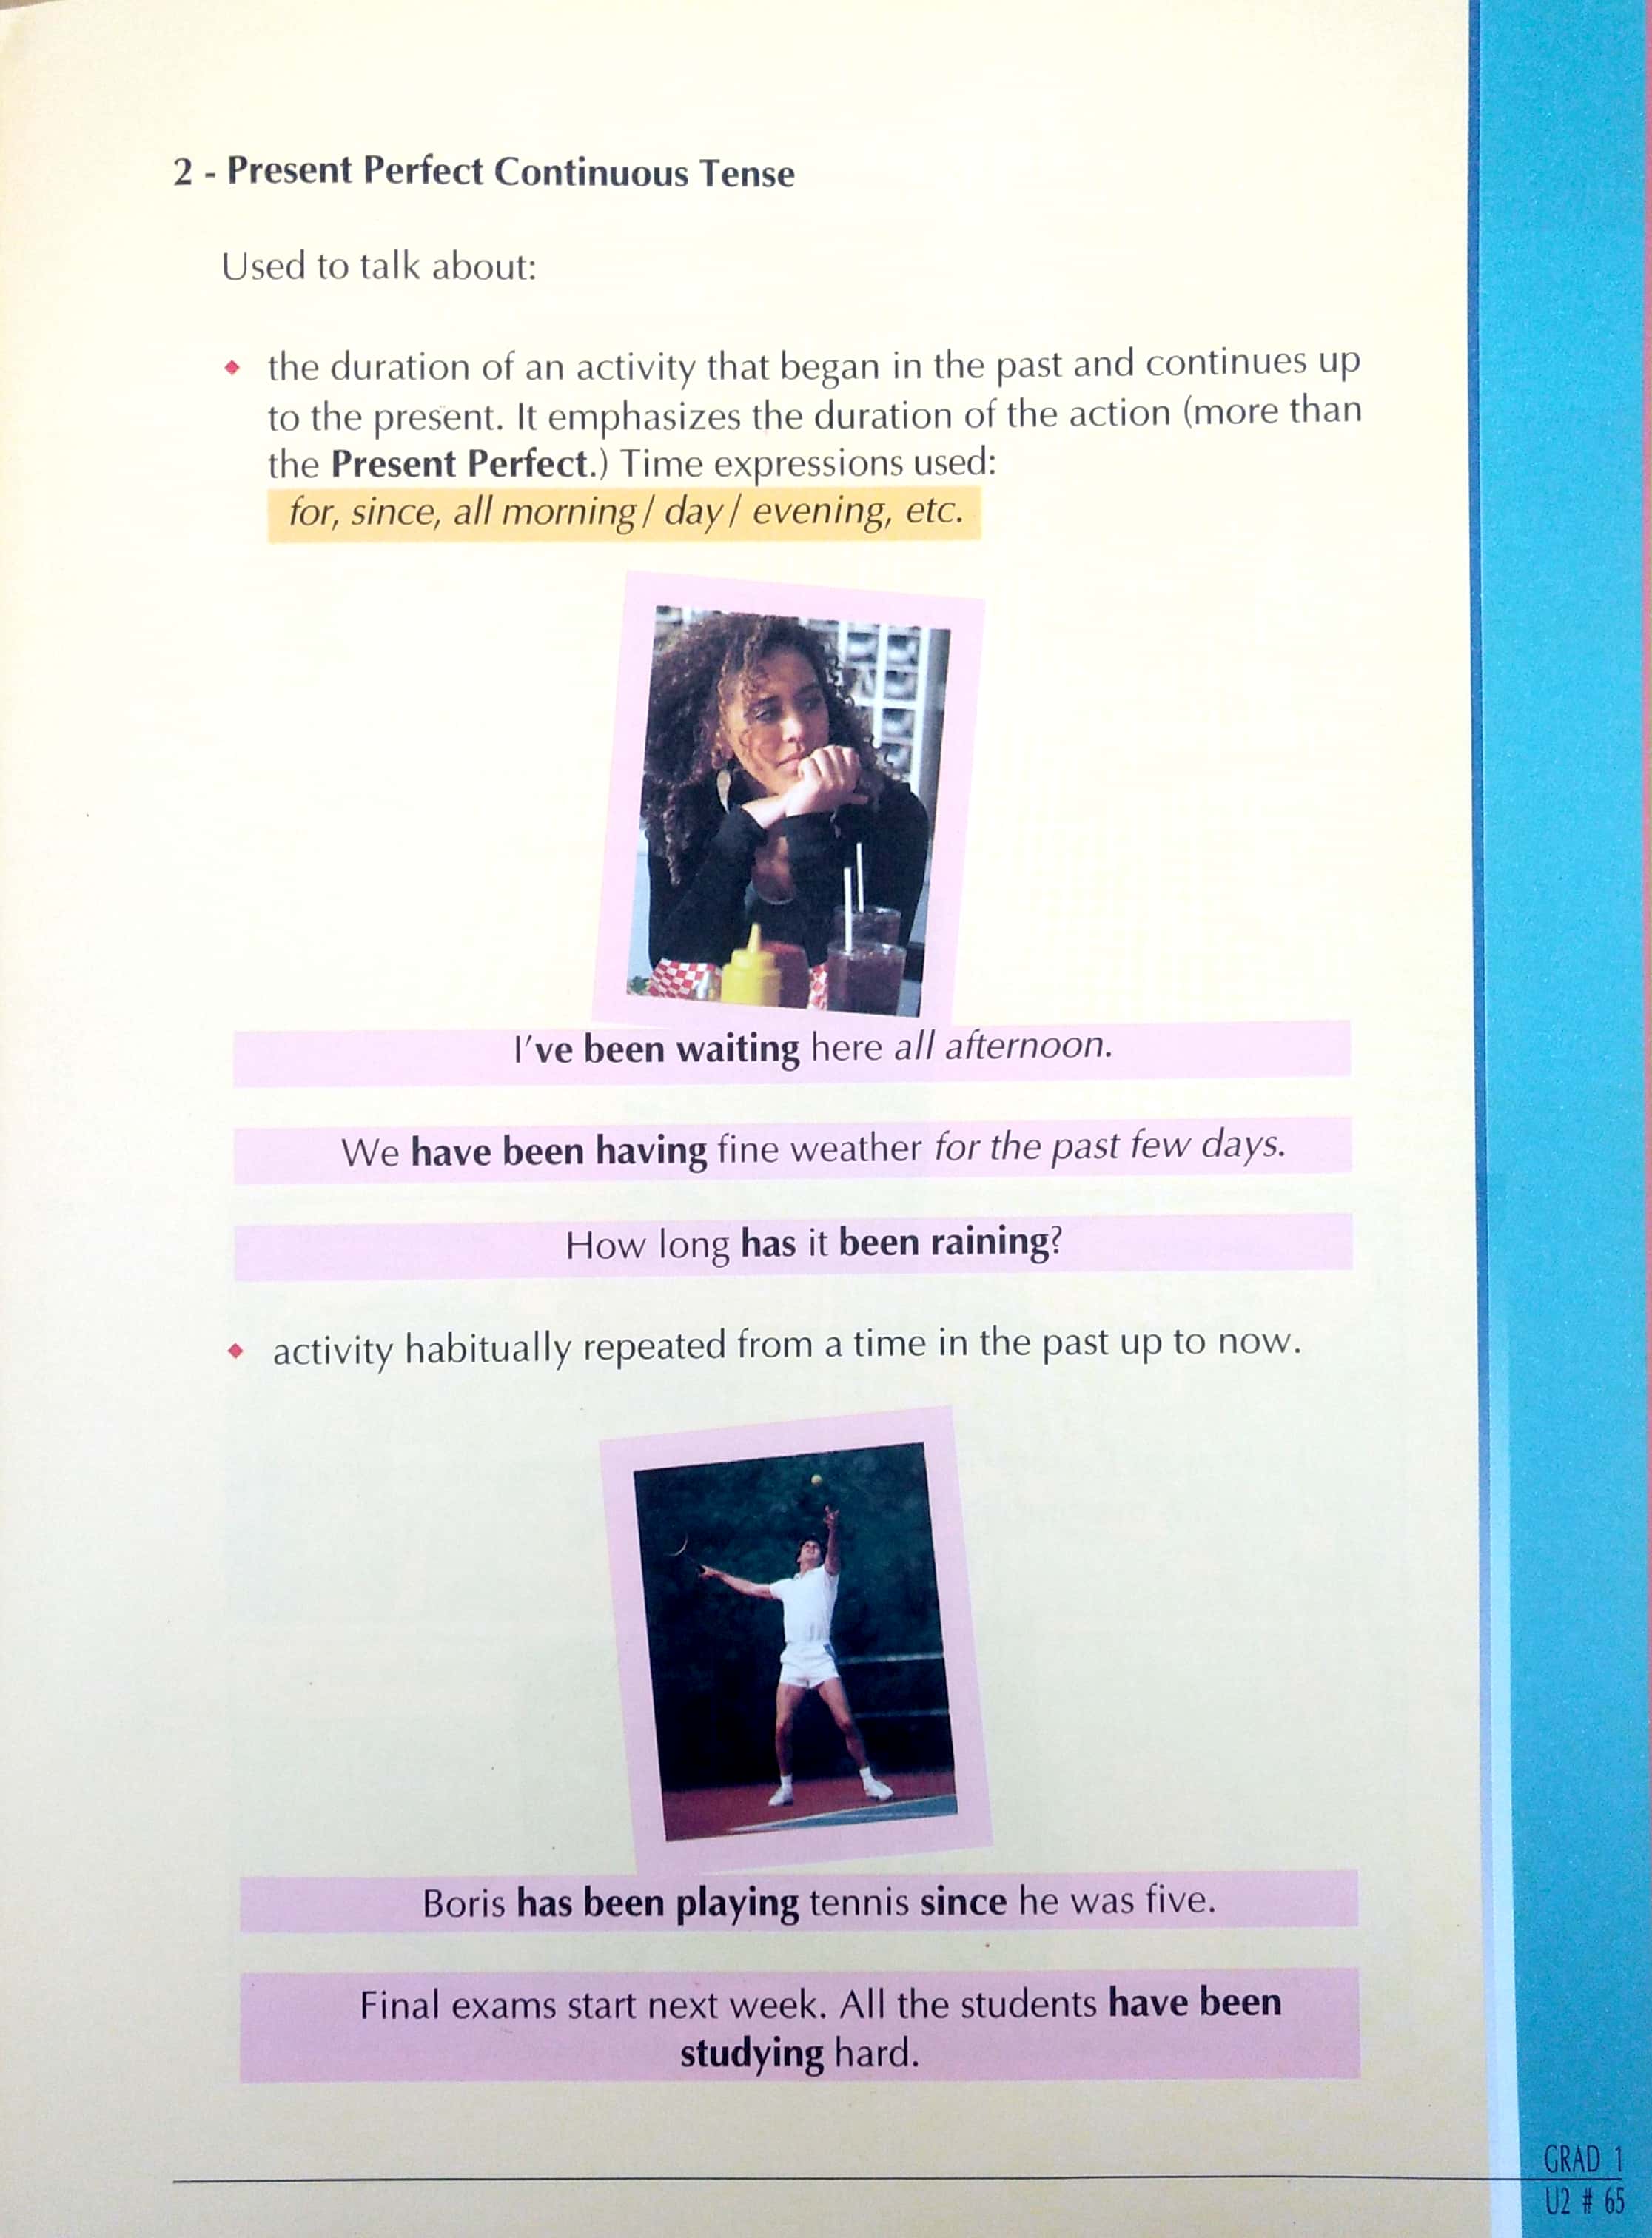 2 - Present Perfect Continuous Tense
Used to talk about:
the duration of an activity that began in the past and continues up
to the present. It emphasizes the duration of the action (more than
the Present Perfect.) Time expressions used:
for, since, all morning / day / evening, etc.
I've been waiting here all afternoon.
We have been having fine weather for the past few days.
How long has it been raining?
activity habitually repeated from a time in the past up to now.
Boris has been playing tennis since he was five.
Final exams start next week. All the students have been
studying hard.
GRAD 1
U2 # 65